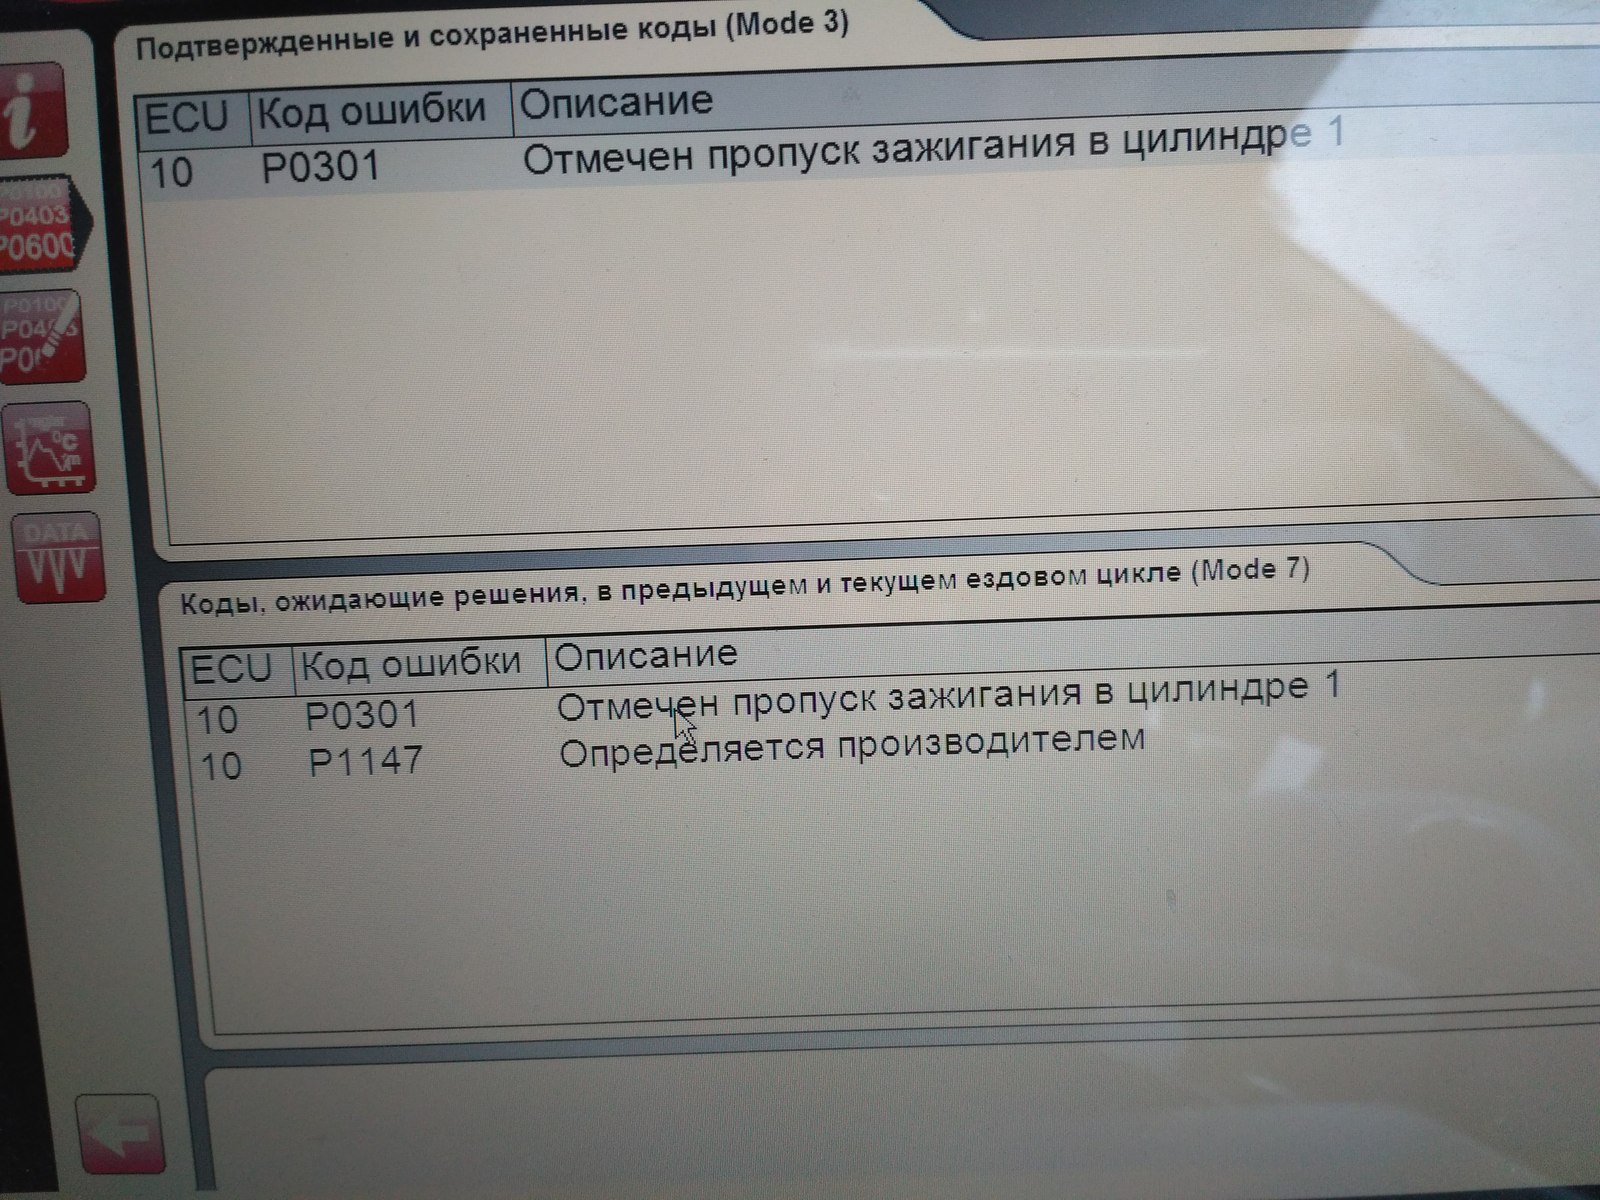 Подтвержденные и сохраненные коды (Mode 3)
ECU Код ошибки Описание
10 P0301 Отмечен пропуск зажигания в цилиндре 1
i
P0100
P0403
P0600
P0100
°C
DATA
Коды, ожидающие решения, в предыдущем и текущем ездовом цикле (Mode 7)
ECU Код ошибки Описание
10 P0301 Отмечен пропуск зажигания в цилиндре 1
10 P1147 Определяется производителем